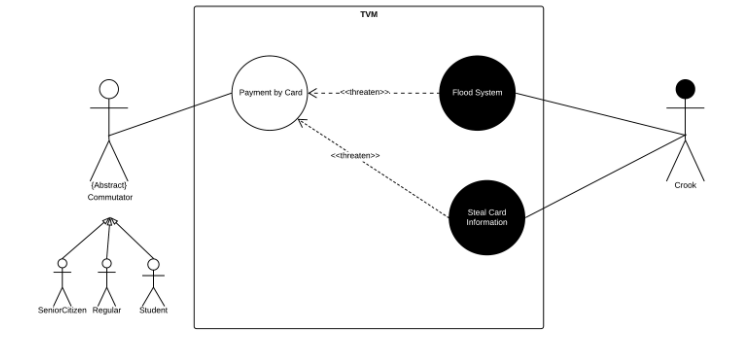 TVM
Payment by Card
<<threaten>>
Flood System
<<threaten>>
{Abstract}
Commutator
Crook
Steal Card
Information
SeniorCitizen
Regular
Student